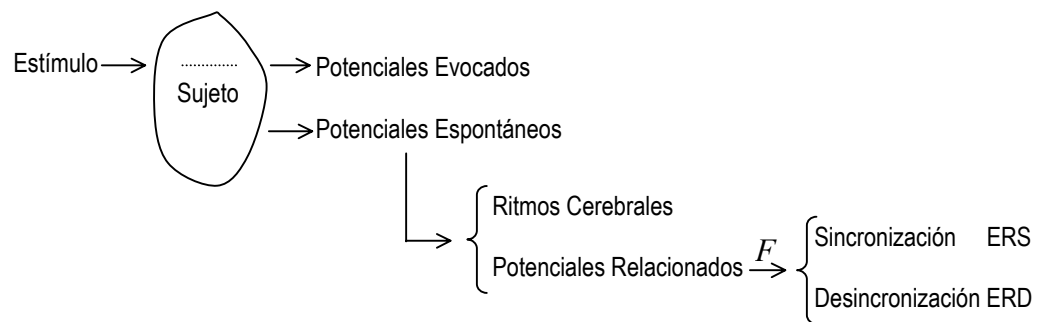 Estímulo
Sujeto
Potenciales Evocados
Potenciales Espontáneos
Ritmos Cerebrales
Potenciales Relacionados
F
Sincronización ERS
Desincronización ERD